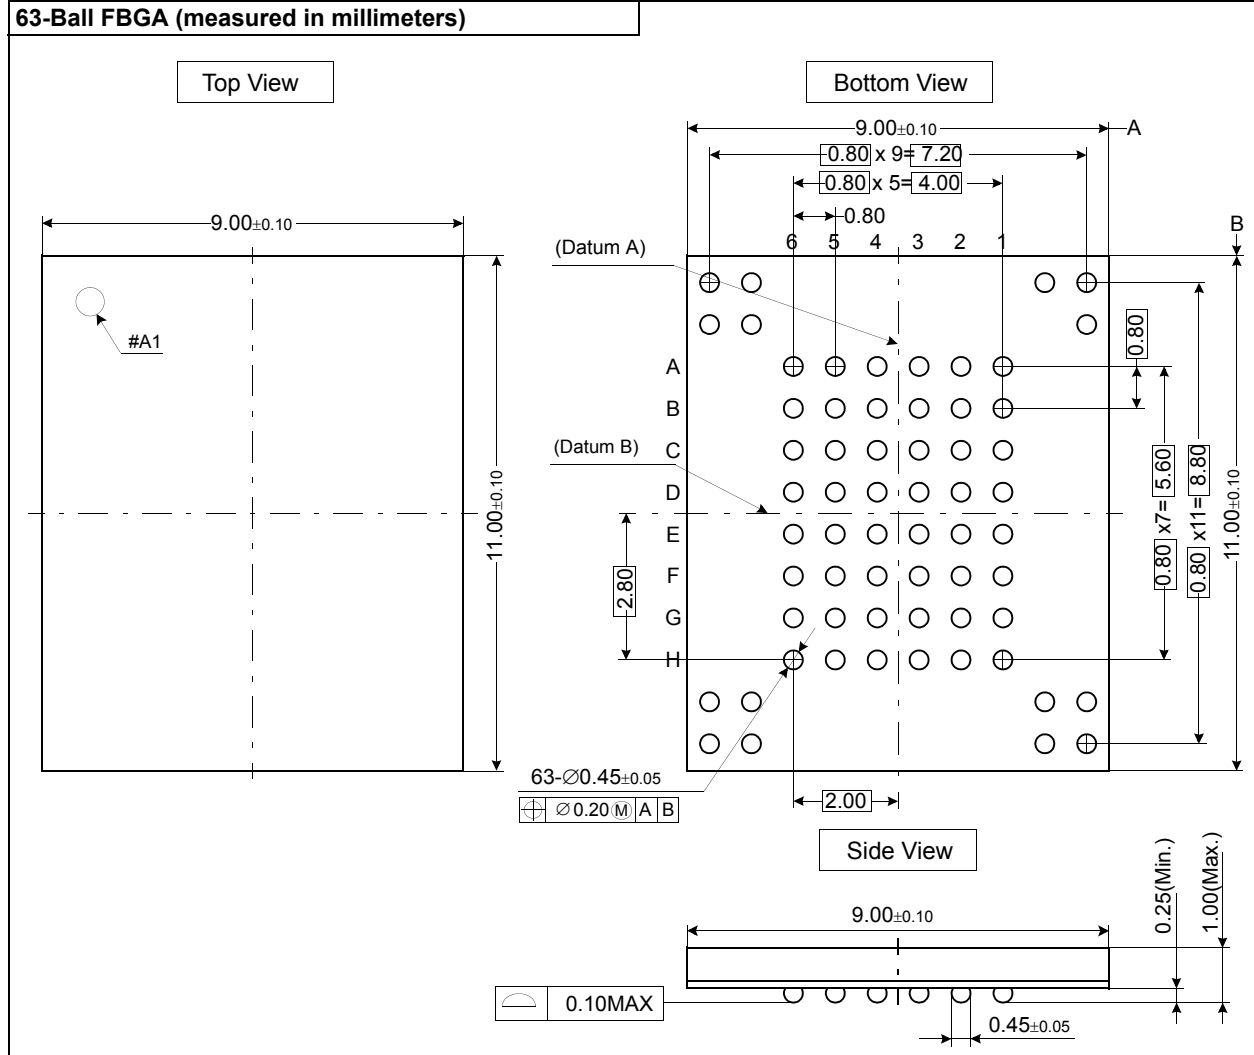 63-Ball FBGA (measured in millimeters)
Top View
Bottom View
9.00±0.10
A
0.80 x 9= 7.20
0.80 x 5= 4.00
0.80
9.00±0.10
B
6 5 4 3 2 1
(Datum A)
#A1
0.80
A
B
C
D
E
F
G
H
(Datum B)
11.00±0.10
2.80
0.80 x7= 5.60
0.80 x11= 8.80
11.00±0.10
63-∅0.45±0.05
∅0.20 Ⓜ A B
2.00
Side View
9.00±0.10
0.25(Min.)
1.00(Max.)
0.10MAX
0.45±0.05